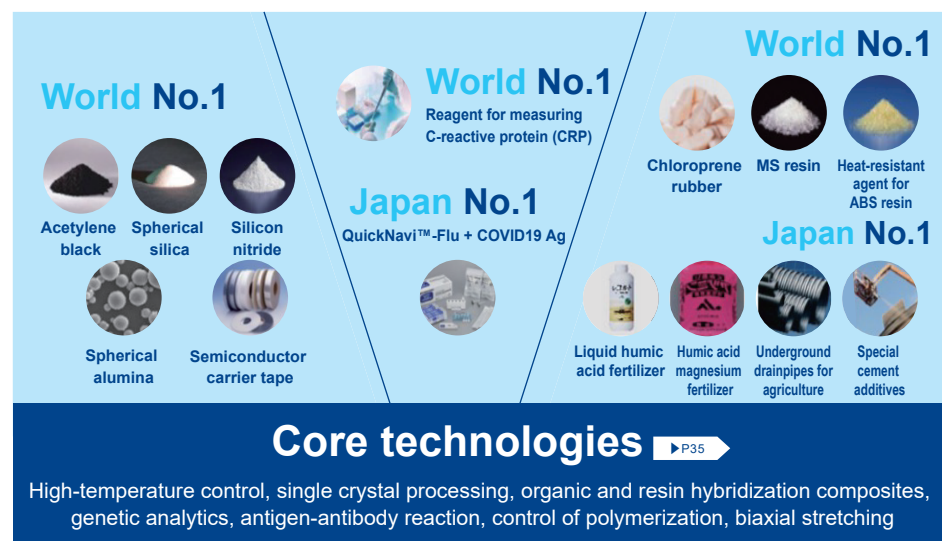 World No.1
Acetylene
black
Spherical
silica
Silicon
nitride
Spherical
alumina
Semiconductor
carrier tape
World No.1
Reagent for measuring
C-reactive protein (CRP)
Japan No.1
QuickNavi™-Flu + COVID19 Ag
World No.1
Chloroprene
rubber
MS resin
Heat-resistant
agent for
ABS resin
Japan No.1
Liquid humic
acid fertilizer
Humic acid
magnesium
fertilizer
Underground
drainpipes for
agriculture
Special
cement
additives
Core technologies
P35
High-temperature control, single crystal processing, organic and resin hybridization composites,
genetic analytics, antigen-antibody reaction, control of polymerization, biaxial stretching